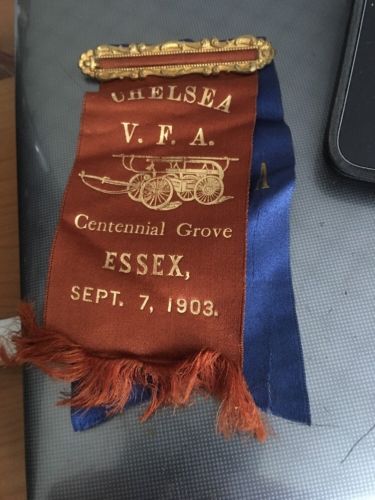 CHELSEA
V. F. A.
Centennial Grove
ESSEX,
SEPT. 7, 1903.
A